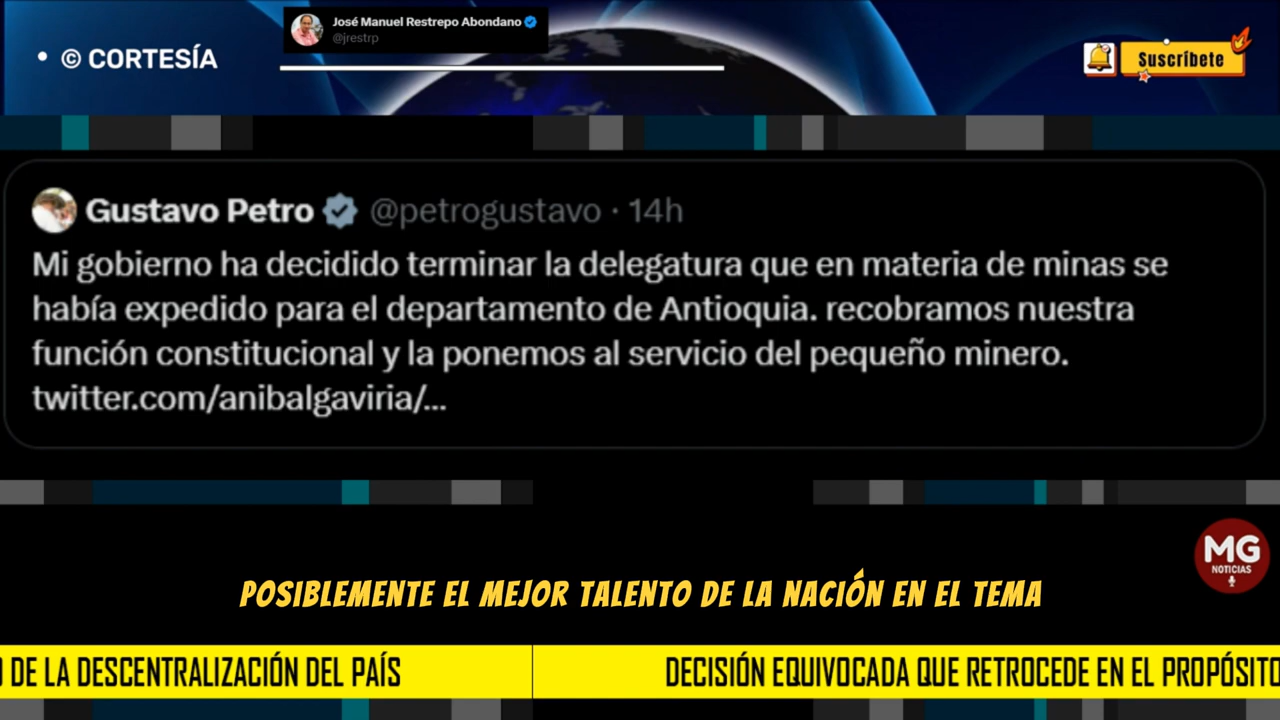 José Manuel Restrepo Abondano
@jrestrp
• © CORTESÍA
Suscríbete
Gustavo Petro @petrogustavo · 14h
Mi gobierno ha decidido terminar la delegatura que en materia de minas se
había expedido para el departamento de Antioquia. recobramos nuestra
función constitucional y la ponemos al servicio del pequeño minero.
twitter.com/anibalgaviria/...
MG
NOTICIAS
POSIBLEMENTE EL MEJOR TALENTO DE LA NACIÓN EN EL TEMA
O DE LA DESCENTRALIZACIÓN DEL PAÍS
DECISIÓN EQUIVOCADA QUE RETROCEDE EN EL PROPÓSITO